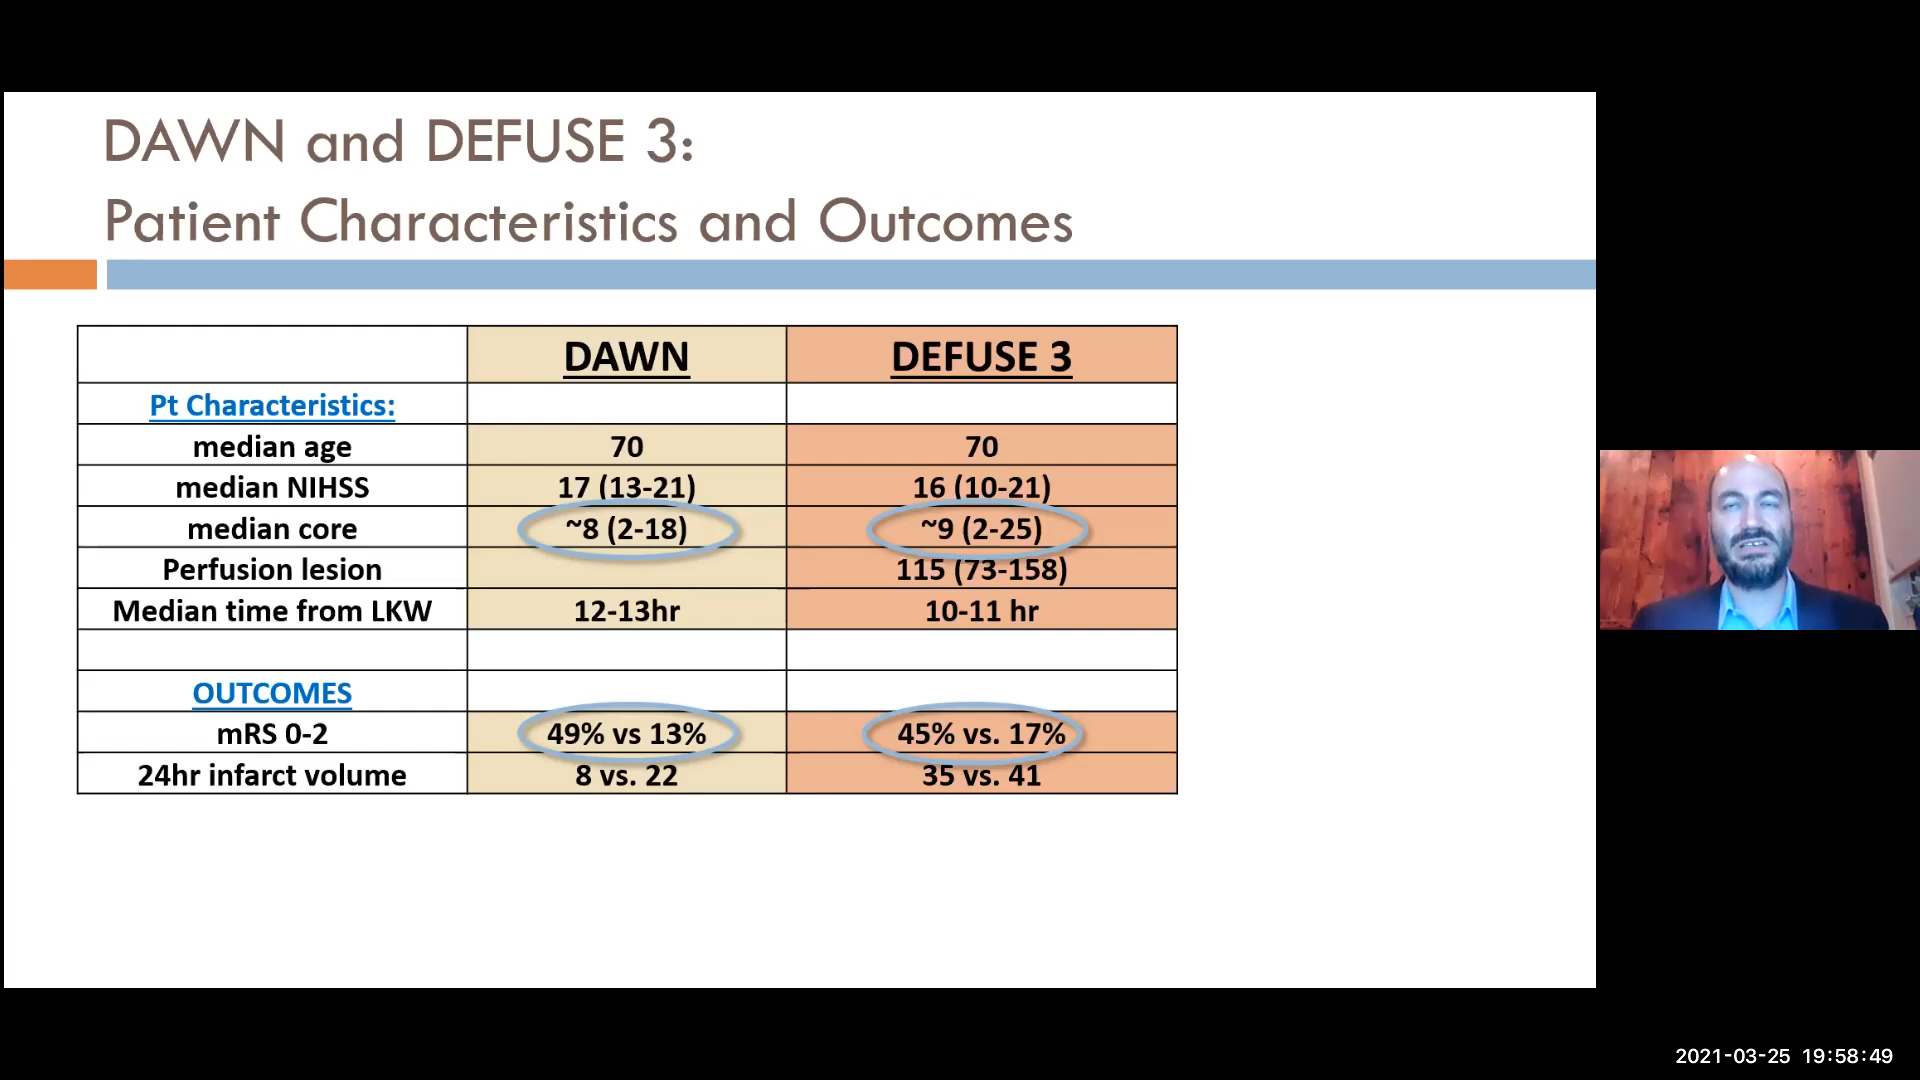 DAWN and DEFUSE 3:
Patient Characteristics and Outcomes
DAWN DEFUSE 3
Pt Characteristics:
median age 70 70
median NIHSS 17 (13-21) 16 (10-21)
median core ~8 (2-18) ~9 (2-25)
Perfusion lesion 115 (73-158)
Median time from LKW 12-13hr 10-11 hr
OUTCOMES
mRS 0-2 49% vs 13% 45% vs. 17%
24hr infarct volume 8 vs. 22 35 vs. 41
2021-03-25 19:58:49